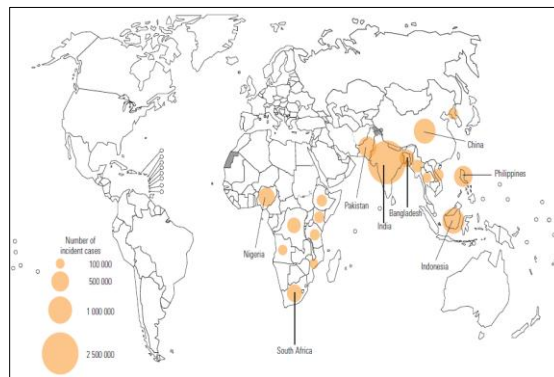 China
Philippines
Pakistan
Bangladesh
India
Nigeria
Indonesia
South Africa
Number of
incident cases
100 000
500 000
1 000 000
2 500 000